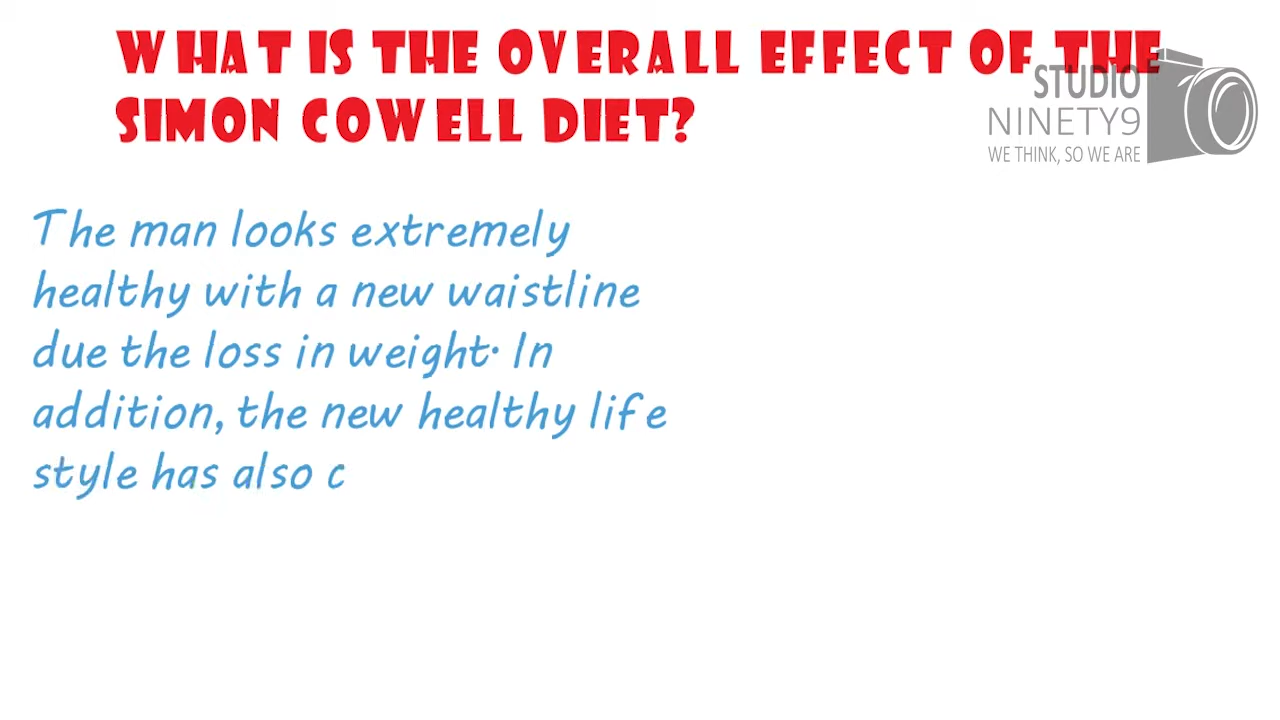 WHAT IS THE OVERALL EFFECT OF THE
SIMON COWELL DIET?
STUDIO
NINETY9
WE THINK, SO WE ARE
The man looks extremely
healthy with a new waistline
due the loss in weight. In
addition, the new healthy life
style has also c